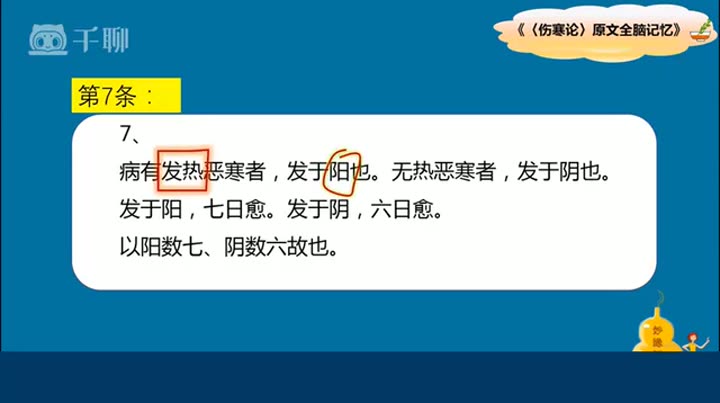 千聊
《〈伤寒论〉原文全脑记忆》
第7条：
7、
病有发热恶寒者，发于阳也。无热恶寒者，发于阴也。
发于阳，七日愈。发于阴，六日愈。
以阳数七、阴数六故也。